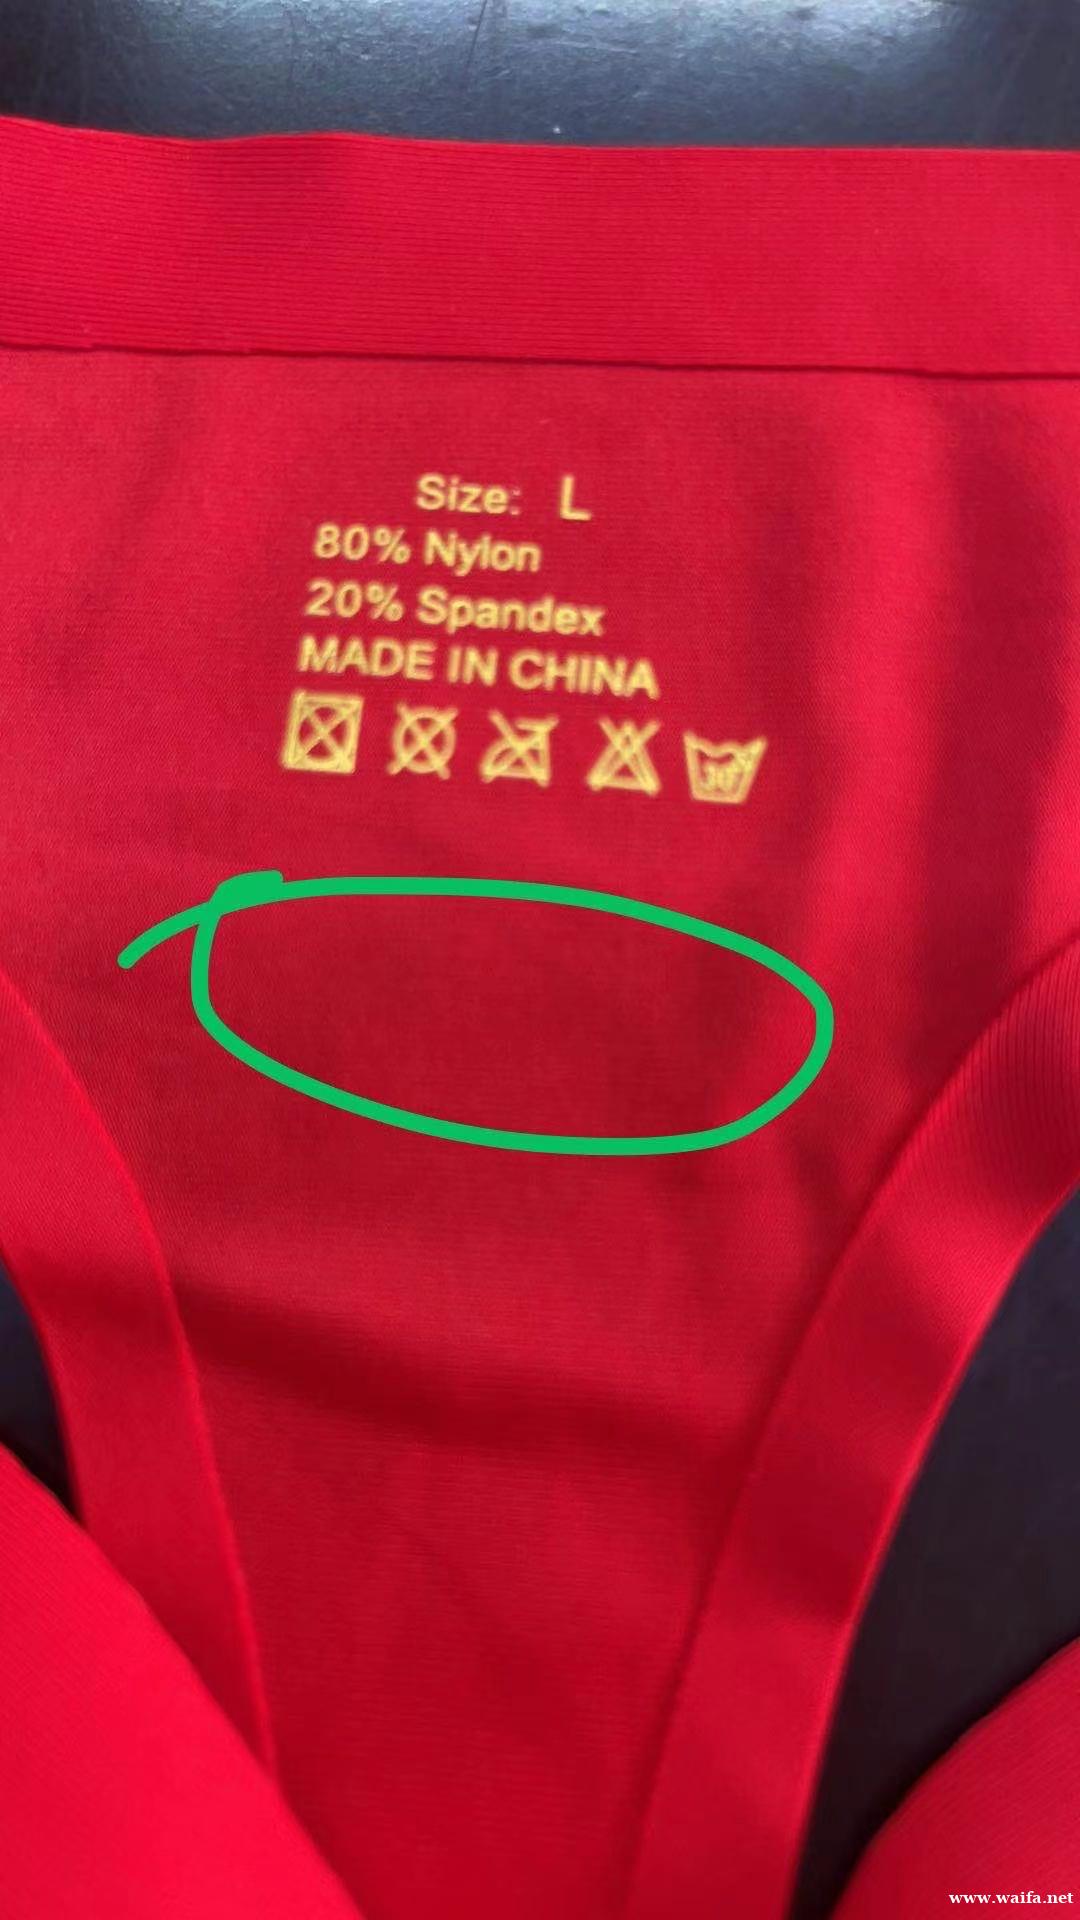 Size: L
80% Nylon
20% Spandex
MADE IN CHINA
30°
www.waifa.net